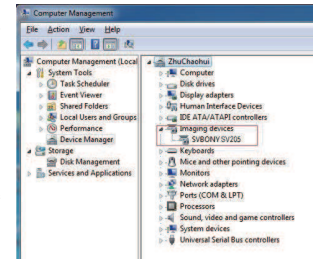 Computer Management
File Action View Help
Computer Management (Local
System Tools
Task Scheduler
Event Viewer
Shared Folders
Local Users and Groups
Performance
Device Manager
Storage
Disk Management
Services and Applications
ZhuChaohui
Computer
Disk drives
Display adapters
Human Interface Devices
IDE ATA/ATAPI controllers
Imaging devices
SVBONY SV205
Keyboards
Mice and other pointing devices
Monitors
Network adapters
Ports (COM & LPT)
Processors
Sound, video and game controllers
System devices
Universal Serial Bus controllers